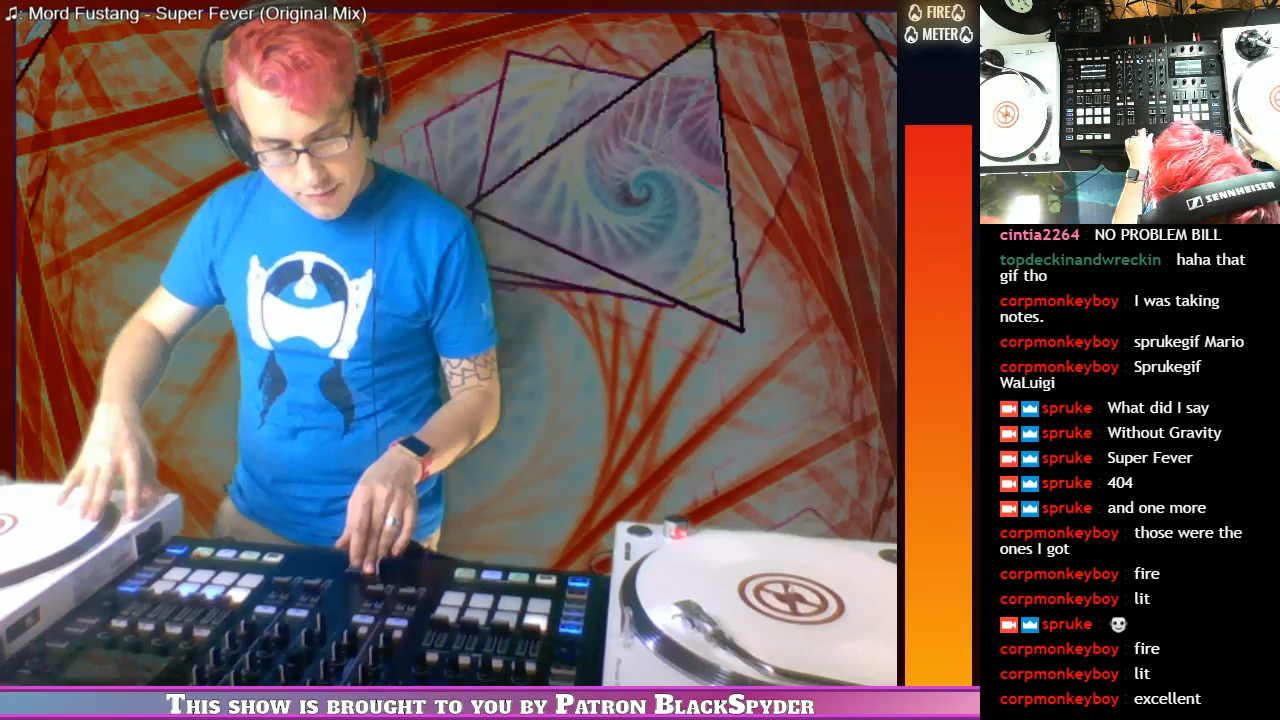 ♫: Mord Fustang - Super Fever (Original Mix)
FIRE
METER
SENNHEISER
cintia2264 : NO PROBLEM BILL
topdeckinandwreckin : haha that
gif tho
corpmonkeyboy : I was taking
notes.
corpmonkeyboy : sprukegif Mario
corpmonkeyboy : Sprukegif
WaLuigi
spruke : What did I say
spruke : Without Gravity
spruke : Super Fever
spruke : 404
spruke : and one more
corpmonkeyboy : those were the
ones I got
corpmonkeyboy : fire
corpmonkeyboy : lit
spruke :
corpmonkeyboy : fire
corpmonkeyboy : lit
corpmonkeyboy : excellent
This show is brought to you by Patron BlackSpyder